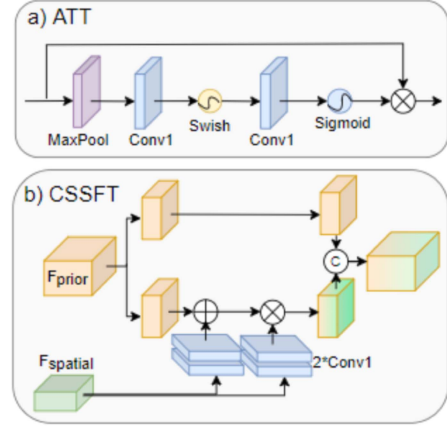 a) ATT
MaxPool
Conv1
Swish
Conv1
Sigmoid
b) CSSFT
Fprior
C
Fspatial
2*Conv1